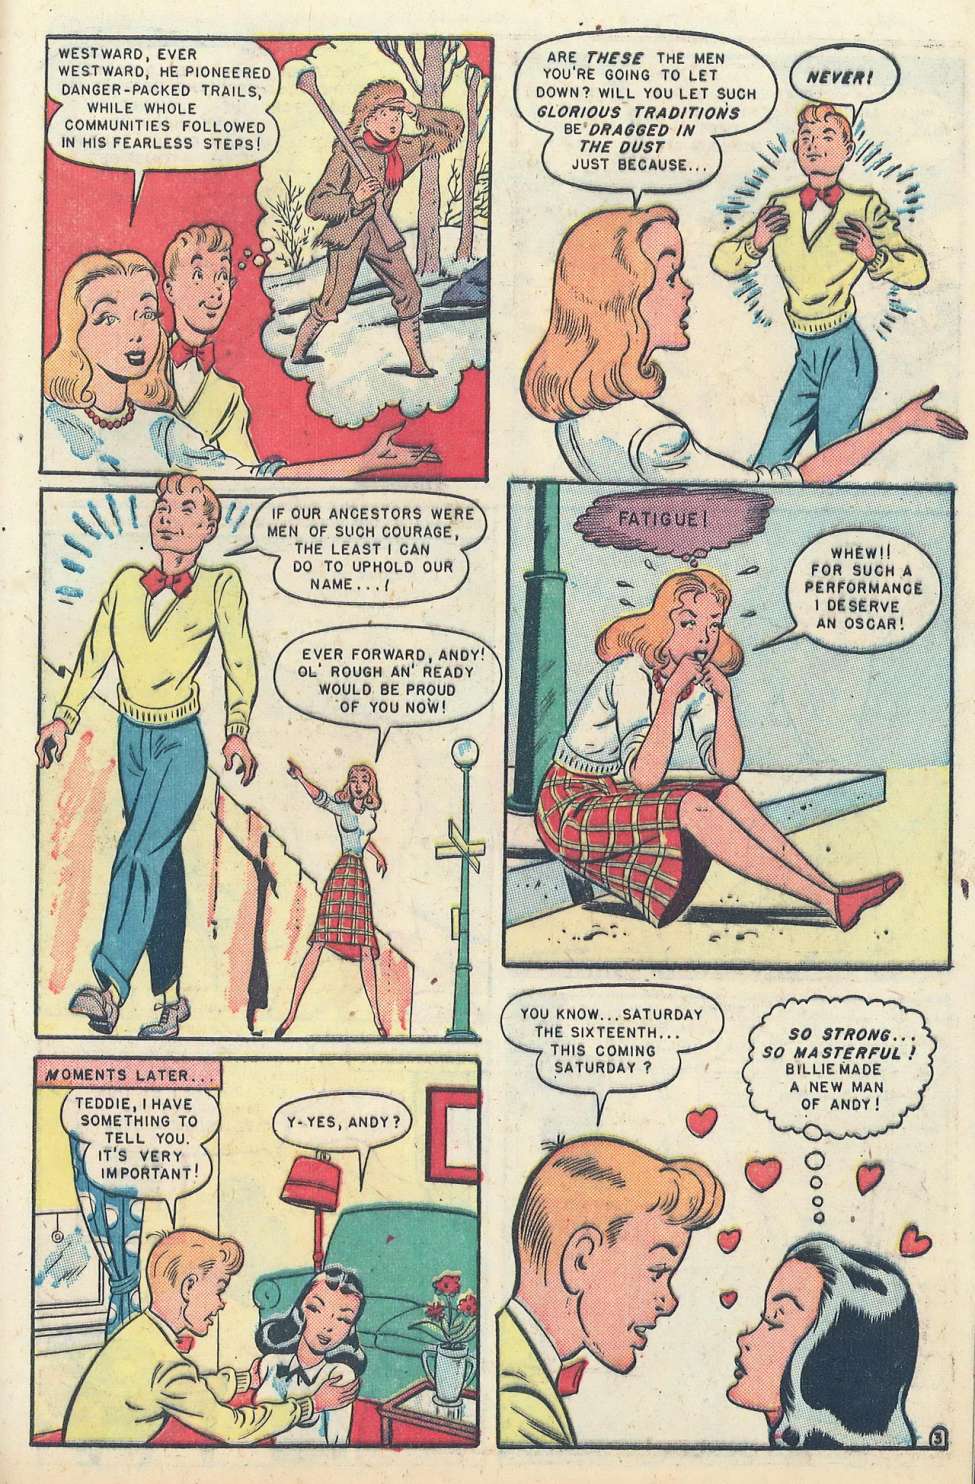 WESTWARD, EVER
WESTWARD, HE PIONEERED
DANGER-PACKED TRAILS,
WHILE WHOLE
COMMUNITIES FOLLOWED
IN HIS FEARLESS STEPS!
ARE THESE THE MEN
YOU'RE GOING TO LET
DOWN? WILL YOU LET SUCH
GLORIOUS TRADITIONS
BE DRAGGED IN
THE DUST
JUST BECAUSE...
NEVER!
IF OUR ANCESTORS WERE
MEN OF SUCH COURAGE,
THE LEAST I CAN
DO TO UPHOLD OUR
NAME...!
EVER FORWARD, ANDY!
OL' ROUGH AN' READY
WOULD BE PROUD
OF YOU NOW!
FATIGUE!
WHEW!!
FOR SUCH A
PERFORMANCE
I DESERVE
AN OSCAR!
MOMENTS LATER...
TEDDIE, I HAVE
SOMETHING TO
TELL YOU.
IT'S VERY
IMPORTANT!
Y-YES, ANDY?
YOU KNOW...SATURDAY
THE SIXTEENTH...
THIS COMING
SATURDAY?
SO STRONG...
SO MASTERFUL!
BILLIE MADE
A NEW MAN
OF ANDY!
3